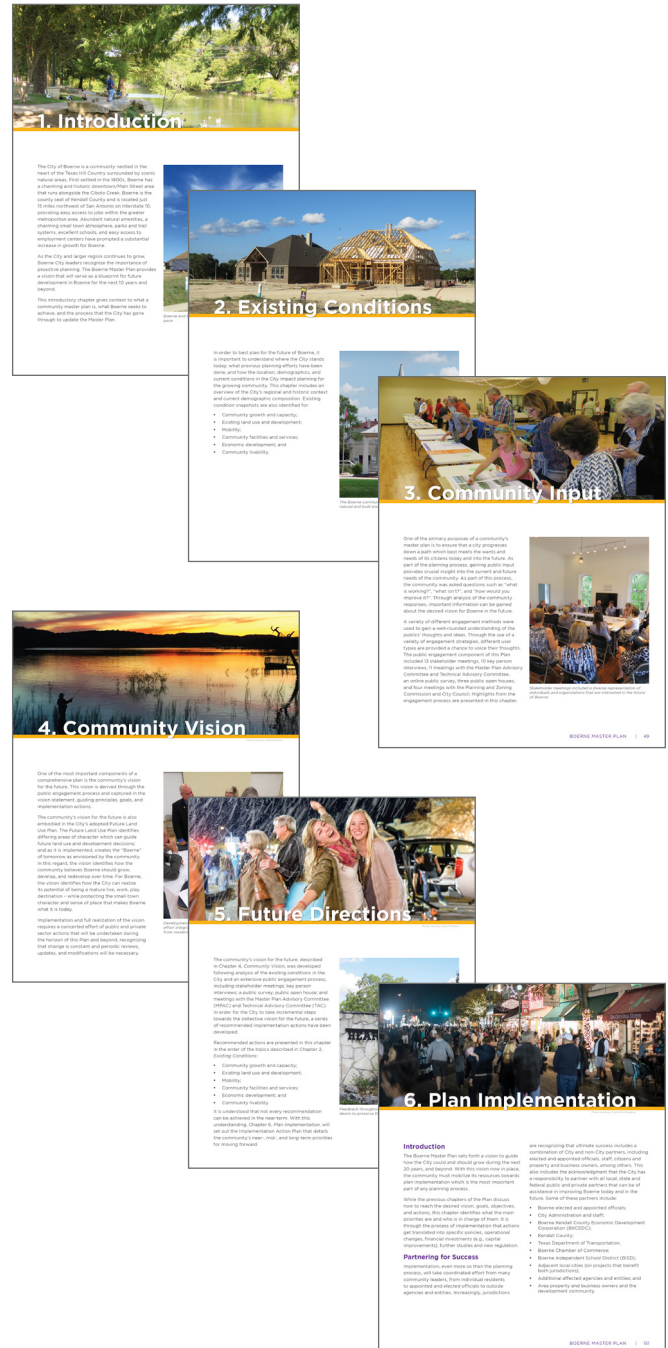 1. Introduction
The City of Boerne is a community nestled in the
heart of the Texas Hill Country surrounded by scenic
natural areas. First settled in the 1800s, Boerne has
a charming and historic downtown/Main Street area
that runs alongside the Cibolo Creek. Boerne is the
county seat of Kendall County and is located just
15 miles northwest of San Antonio on Interstate 10,
providing easy access to jobs within the greater
metropolitan area. Abundant natural amenities, a
charming small town atmosphere, parks and trail
systems, excellent schools, and easy access to
employment centers have prompted a substantial
increase in growth for Boerne.
As the City and larger region continues to grow,
Boerne City leaders recognize the importance of
proactive planning. The Boerne Master Plan provides
a vision that will serve as a blueprint for future
development in Boerne for the next 10 years and
beyond.
This introductory chapter gives context to what a
community master plan is, what Boerne seeks to
achieve, and the process that the City has gone
through to update the Master Plan.
2. Existing Conditions
In order to best plan for the future of Boerne, it
is important to understand where the City stands
today; what previous planning efforts have been
done; and how the location, demographics, and
current conditions in the City impact planning for
the growing community. This chapter includes an
overview of the City's regional and historic context
and current demographic composition. Existing
condition snapshots are also identified for:
• Community growth and capacity;
• Existing land use and development;
• Mobility;
• Community facilities and services;
• Economic development; and
• Community livability.
The Boerne
natural and built
3. Community Input
One of the primary purposes of a community's
master plan is to ensure that a city progresses
down a path which best meets the wants and
needs of its citizens today and into the future. As
part of the planning process, gaining public input
provides crucial insight into the current and future
needs of the community. As part of this process,
the community was asked questions such as "what
is working?", "what isn't?", and "how would you
improve it?". Through analysis of the community
responses, important information can be gained
about the desired vision for Boerne in the future.
A variety of different engagement methods were
used to gain a well-rounded understanding of the
publics' thoughts and ideas. Through the use of a
variety of engagement strategies, different user
types are provided a chance to voice their thoughts.
The public engagement component of this Plan
included 13 stakeholder meetings, 10 key person
interviews, 11 meetings with the Master Plan Advisory
Committee and Technical Advisory Committee,
an online public survey, three public open houses,
and four meetings with the Planning and Zoning
Commission and City Council. Highlights from the
engagement process are presented in this chapter.
Stakeholder meetings included a diverse representation of
individuals and organizations that are interested in the future
of Boerne.
BOERNE MASTER PLAN | 49
4. Community Vision
One of the most important components of a
comprehensive plan is the community's vision
for the future. This vision is derived through the
public engagement process and captured in the
vision statement, guiding principles, goals, and
implementation actions.
The community's vision for the future is also
embodied in the City's adopted Future Land
Use Plan. The Future Land Use Plan identifies
differing areas of character which can guide
future land use and development decisions;
and as it is implemented, creates the "Boerne"
of tomorrow as envisioned by the community.
In this regard, the vision identifies how the
community believes Boerne should grow,
develop, and redevelop over time. For Boerne,
the vision identifies how the City can realize
its potential of being a mature live, work, play
destination – while protecting the small-town
character and sense of place that makes Boerne
what it is today.
Implementation and full realization of the vision
requires a concerted effort of public and private
sector actions that will be undertaken during
the horizon of this Plan and beyond, recognizing
that change is constant and periodic reviews,
updates, and modifications will be necessary.
5. Future Directions
The community's vision for the future, described
in Chapter 4, Community Vision, was developed
following analysis of the existing conditions in the
City and an extensive public engagement process,
including stakeholder meetings; key person
interviews; a public survey; public open house; and
meetings with the Master Plan Advisory Committee
(MPAC) and Technical Advisory Committee (TAC).
In order for the City to take incremental steps
towards the collective vision for the future, a series
of recommended implementation actions have been
developed.
Recommended actions are presented in this chapter
in the order of the topics described in Chapter 2,
Existing Conditions:
• Community growth and capacity;
• Existing land use and development;
• Mobility;
• Community facilities and services;
• Economic development; and
• Community livability.
It is understood that not every recommendation
can be achieved in the near-term. With this
understanding, Chapter 6, Plan Implementation, will
set out the Implementation Action Plan that details
the community's near-, mid-, and long-term priorities
for moving forward.
6. Plan Implementation
Introduction
The Boerne Master Plan sets forth a vision to guide
how the City could and should grow during the next
20 years, and beyond. With this vision now in place,
the community must mobilize its resources towards
plan implementation which is the most important
part of any planning process.
While the previous chapters of the Plan discuss
how to reach the desired vision, goals, objectives,
and actions, this chapter identifies what the main
priorities are and who is in charge of them. It is
through the process of implementation that actions
get translated into specific policies, operational
changes, financial investments (e.g., capital
improvements), further studies and new regulation.
Partnering for Success
Implementation, even more so than the planning
process, will take coordinated effort from many
community leaders, from individual residents
to appointed and elected officials to outside
agencies and entities. Increasingly, jurisdictions
are recognizing that ultimate success includes a
combination of City and non-City partners, including
elected and appointed officials, staff, citizens and
property and business owners, among others. This
also includes the acknowledgment that the City has
a responsibility to partner with all local, state and
federal public and private partners that can be of
assistance in improving Boerne today and in the
future. Some of these partners include:
• Boerne elected and appointed officials;
• City Administration and staff;
• Boerne Kendall County Economic Development
Corporation (BKCEDC);
• Kendall County;
• Texas Department of Transportation;
• Boerne Chamber of Commerce;
• Boerne Independent School District (BISD);
• Adjacent local cities (on projects that benefit
both jurisdictions);
• Additional affected agencies and entities; and
• Area property and business owners and the
development community.
BOERNE MASTER PLAN | 151